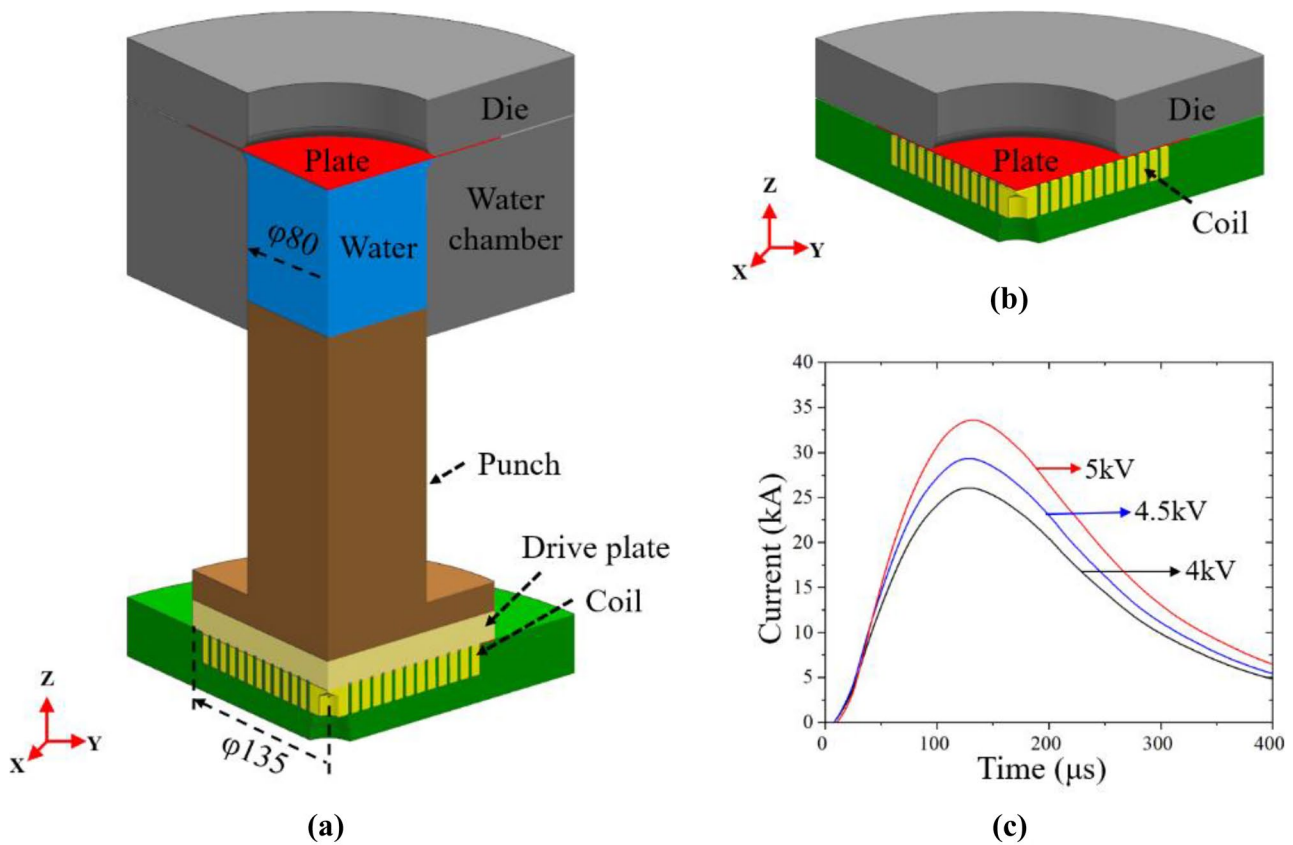 Die
Plate
Water
chamber
φ80
Water
Punch
Drive plate
Coil
Z
Y
X
φ135
(a)
Die
Plate
Coil
Z
Y
X
(b)
40
35
30
25
20
15
10
5
0
Current (kA)
5kV
4.5kV
4kV
0
100
200
300
400
Time (μs)
(c)